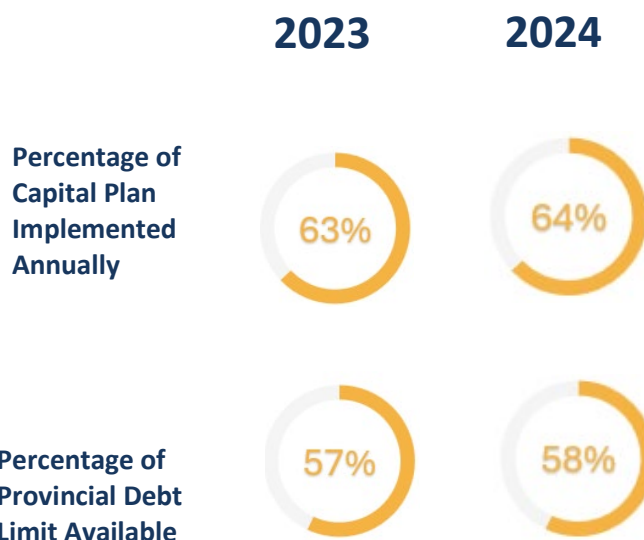 2023 2024
Percentage of
Capital Plan
Implemented
Annually
63% 64%
Percentage of
Provincial Debt
Limit Available
57% 58%